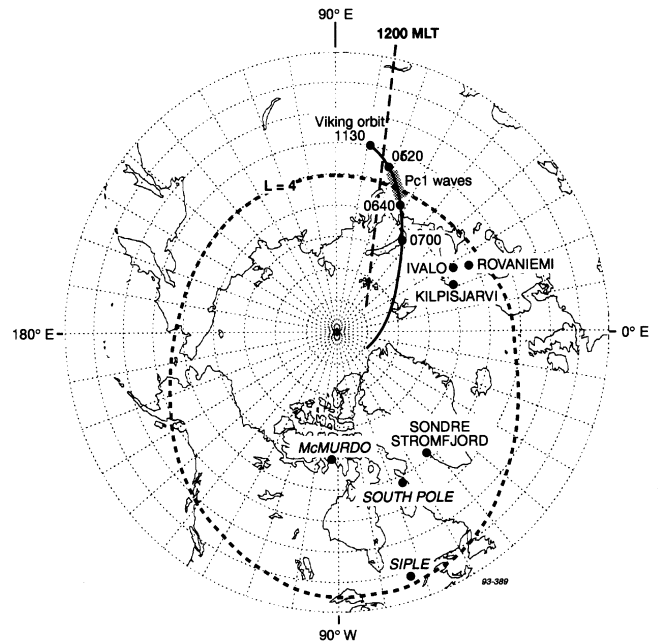 90° E
1200 MLT
Viking orbit
1130
0620
Pc1 waves
L = 4
0640
0700
IVALO
ROVANIEMI
KILPISJARVI
180° E
0° E
McMURDO
SONDRE
STROMFJORD
SOUTH POLE
SIPLE
93-389
90° W